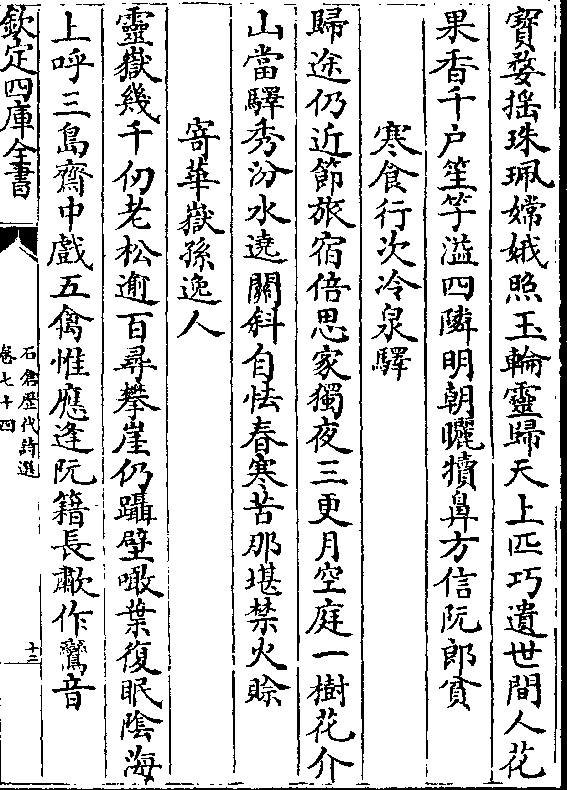 寳婺揺珠珮嫦娥照玉輪靈歸天上匹巧遺世間人花
果香千户笙竽溢四隣明朝曬犢鼻方信阮郎貧
寒食行次冷泉驛
歸途仍近節旅宿倍思家獨夜三更月空庭一樹花介
山當驛秀汾水遶關斜自怯春寒苦那堪禁火賖
寄華嶽孫逸人
靈嶽幾千仞老松逾百尋攀崖仍躡壁噉葉復眠隂海
上呼三島齋中戲五禽惟應逢阮籍長歗作鸞音
欽定四庫全書
石倉歷代詩選
卷七十四
十三